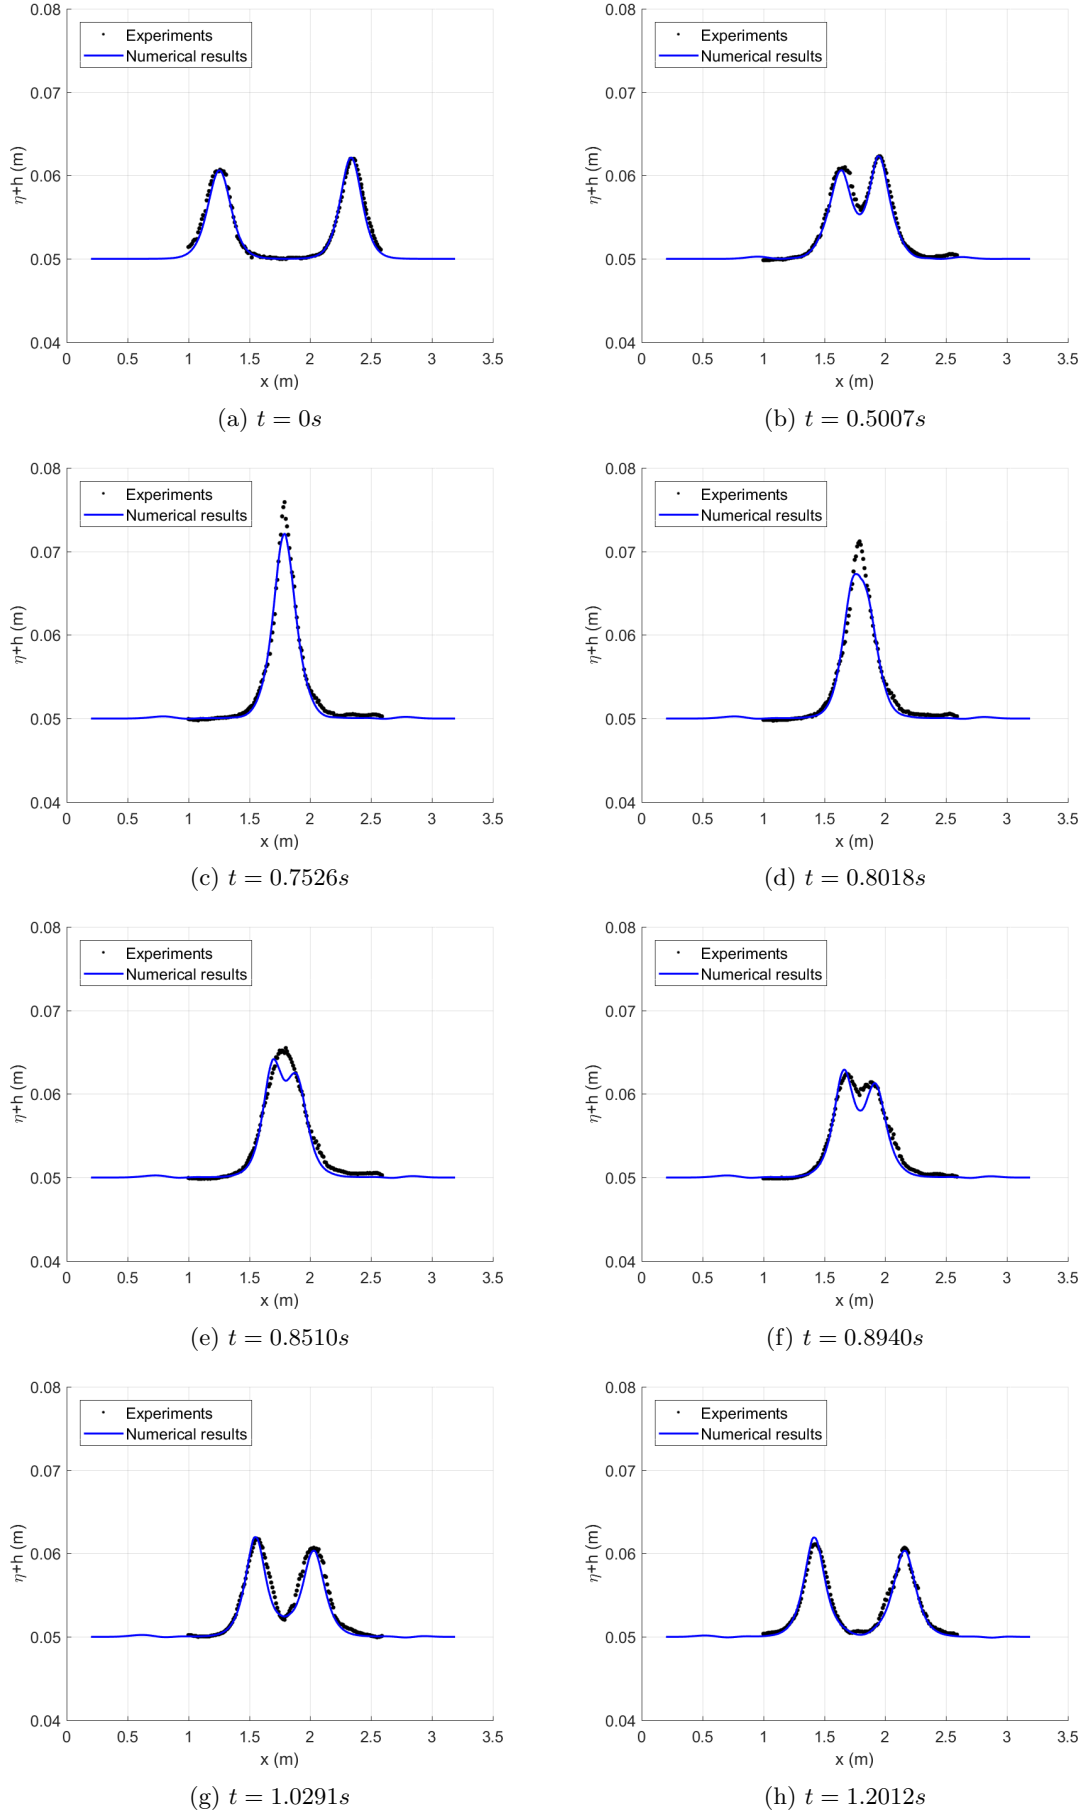 0.08
0.07
0.06
0.05
0.04
η+h (m)
Experiments
Numerical results
0 0.5 1 1.5 2 2.5 3 3.5
x (m)
(a) t = 0s
0.08
0.07
0.06
0.05
0.04
η+h (m)
Experiments
Numerical results
0 0.5 1 1.5 2 2.5 3 3.5
x (m)
(b) t = 0.5007s
0.08
0.07
0.06
0.05
0.04
η+h (m)
Experiments
Numerical results
0 0.5 1 1.5 2 2.5 3 3.5
x (m)
(c) t = 0.7526s
0.08
0.07
0.06
0.05
0.04
η+h (m)
Experiments
Numerical results
0 0.5 1 1.5 2 2.5 3 3.5
x (m)
(d) t = 0.8018s
0.08
0.07
0.06
0.05
0.04
η+h (m)
Experiments
Numerical results
0 0.5 1 1.5 2 2.5 3 3.5
x (m)
(e) t = 0.8510s
0.08
0.07
0.06
0.05
0.04
η+h (m)
Experiments
Numerical results
0 0.5 1 1.5 2 2.5 3 3.5
x (m)
(f) t = 0.8940s
0.08
0.07
0.06
0.05
0.04
η+h (m)
Experiments
Numerical results
0 0.5 1 1.5 2 2.5 3 3.5
x (m)
(g) t = 1.0291s
0.08
0.07
0.06
0.05
0.04
η+h (m)
Experiments
Numerical results
0 0.5 1 1.5 2 2.5 3 3.5
x (m)
(h) t = 1.2012s